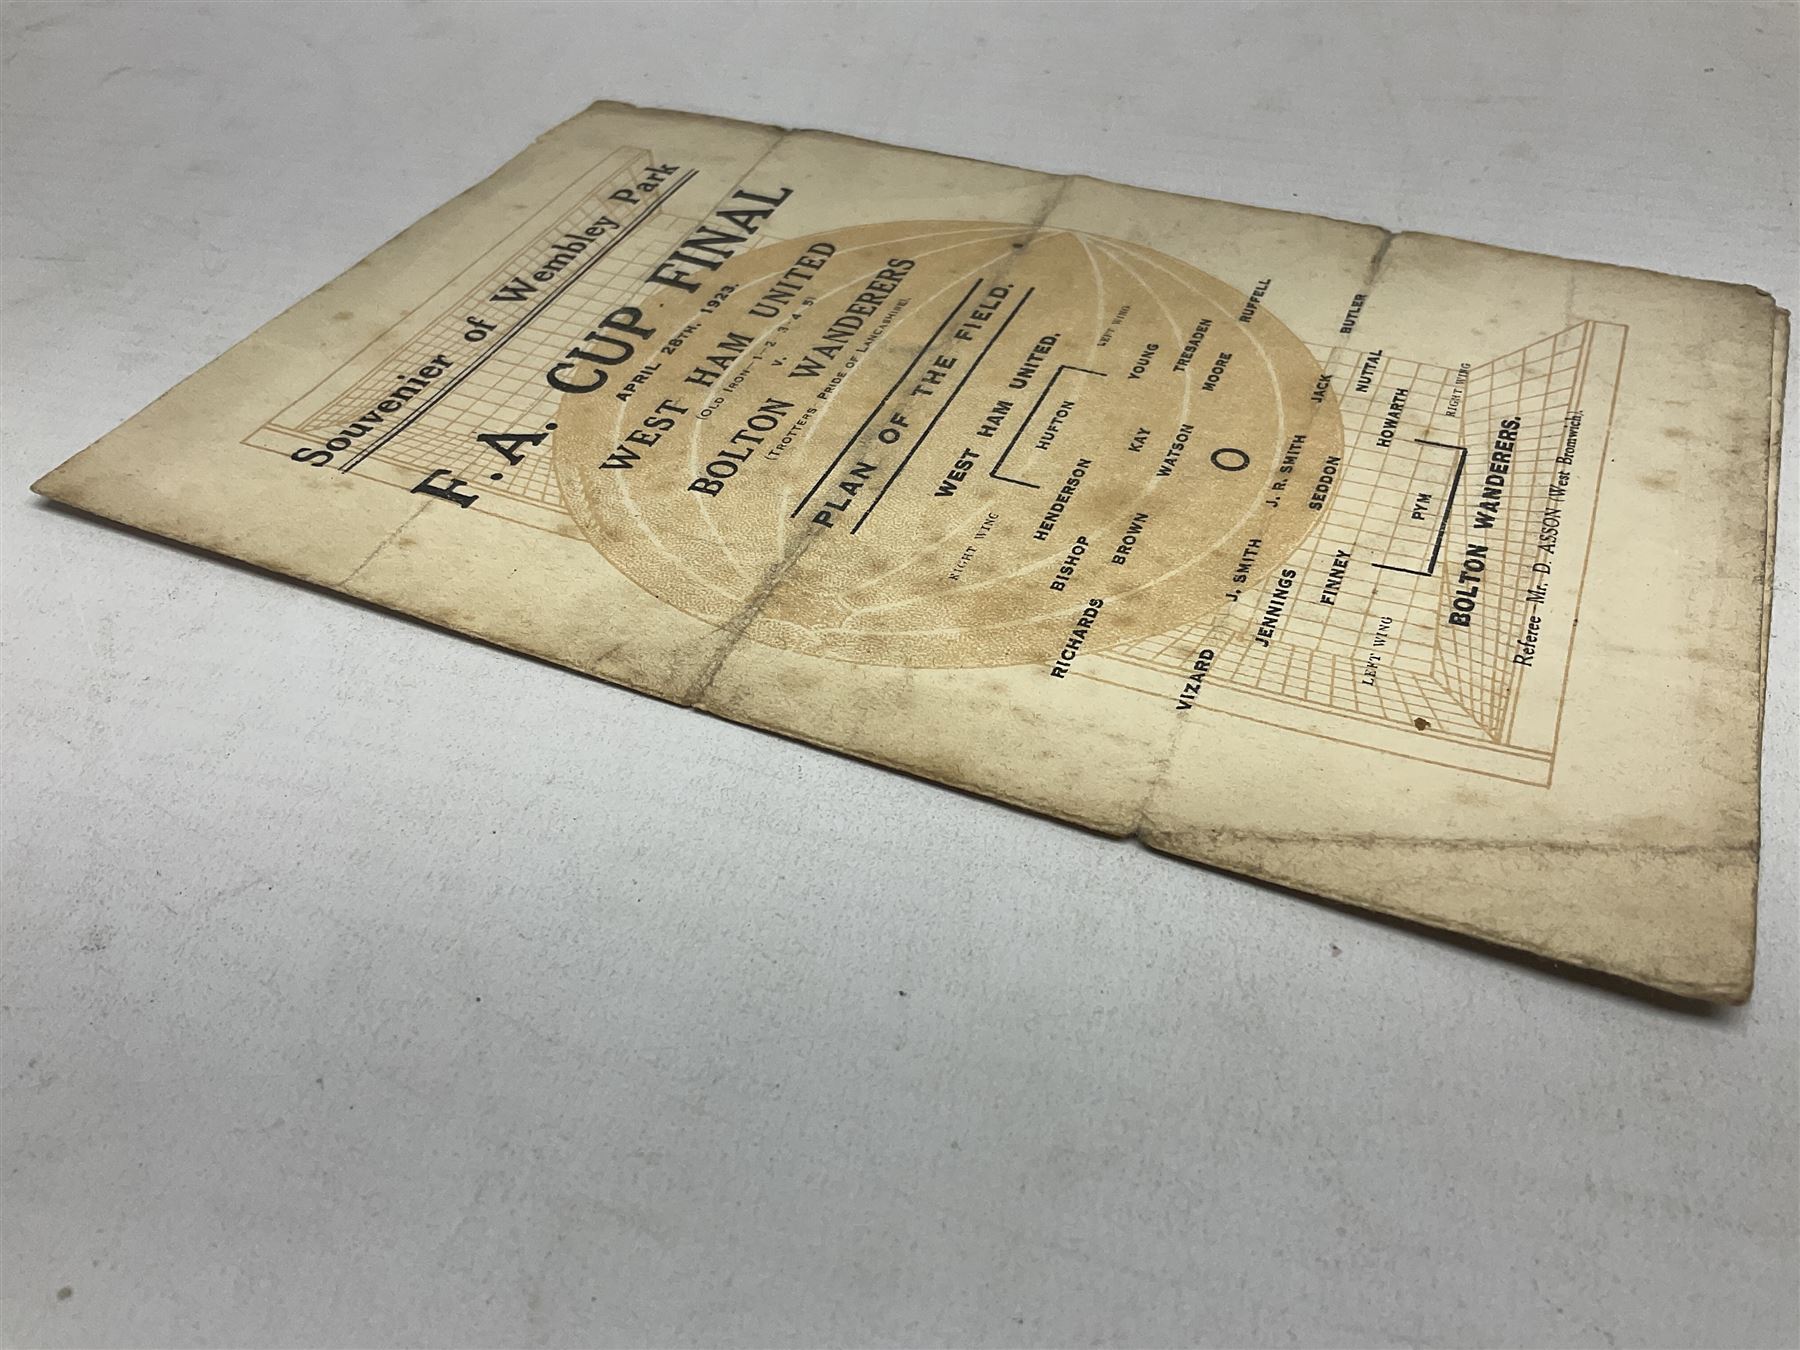 Souvenier of Wembley Park
F. A. CUP FINAL
APRIL 28TH, 1923.
WEST HAM UNITED
(OLD IRON—1-2-3-4-5)
V.
BOLTON WANDERERS
(TROTTERS PRIDE OF LANCASHIRE)
PLAN OF THE FIELD.
WEST HAM UNITED.
HUFTON
RIGHT WING LEFT WING
HENDERSON YOUNG
BISHOP KAY TRESADEN
BROWN WATSON MOORE
RICHARDS RUFFELL
O
VIZARD J. SMITH J. R. SMITH JACK BUTLER
JENNINGS SEDDON NUTTAL
FINNEY HOWARTH
LEFT WING RIGHT WING
PYM
BOLTON WANDERERS.
Referee—Mr. D. ASSON (West Bromwich).